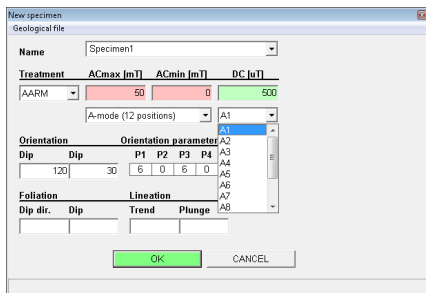 New specimen
Geological file
Name Specimen1
Treatment ACmax [mT] ACmin [mT] DC [uT]
AARM 50 0 500
A-mode (12 positions) A1
A1
A2
A3
A4
A5
A6
A7
A8
Orientation Orientation parameter
Dip Dip P1 P2 P3 P4
120 30 6 0 6 0
Foliation Lineation
Dip dir. Dip Trend Plunge
OK CANCEL